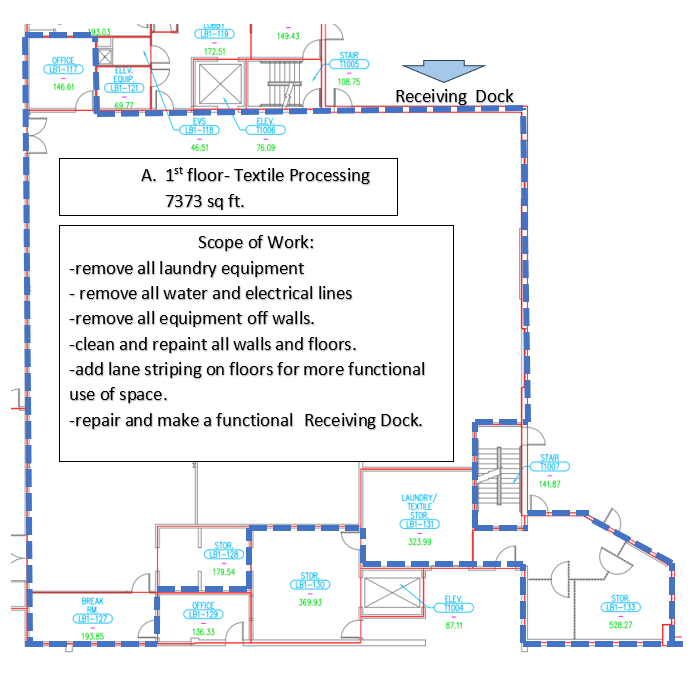 193.03
LOBBY
LB1-119
172.51
149.43
OFFICE
LB1-117
146.61
ELEV.
EQUIP.
LB1-121
69.77
STAIR
T1005
108.75
Receiving Dock
EVS
LB1-118
46.51
ELEV.
T1006
76.09
A. 1st floor- Textile Processing
7373 sq ft.
Scope of Work:
-remove all laundry equipment
- remove all water and electrical lines
-remove all equipment off walls.
-clean and repaint all walls and floors.
-add lane striping on floors for more functional
use of space.
-repair and make a functional Receiving Dock.
STAIR
T1007
141.87
LAUNDRY/
TEXTILE
STOR.
LB1-131
323.99
STOR.
LB1-128
179.54
STOR.
LB1-130
369.93
BREAK
RM.
LB1-127
193.85
OFFICE
LB1-129
136.33
ELEV.
T1004
87.11
STOR.
LB1-133
528.27